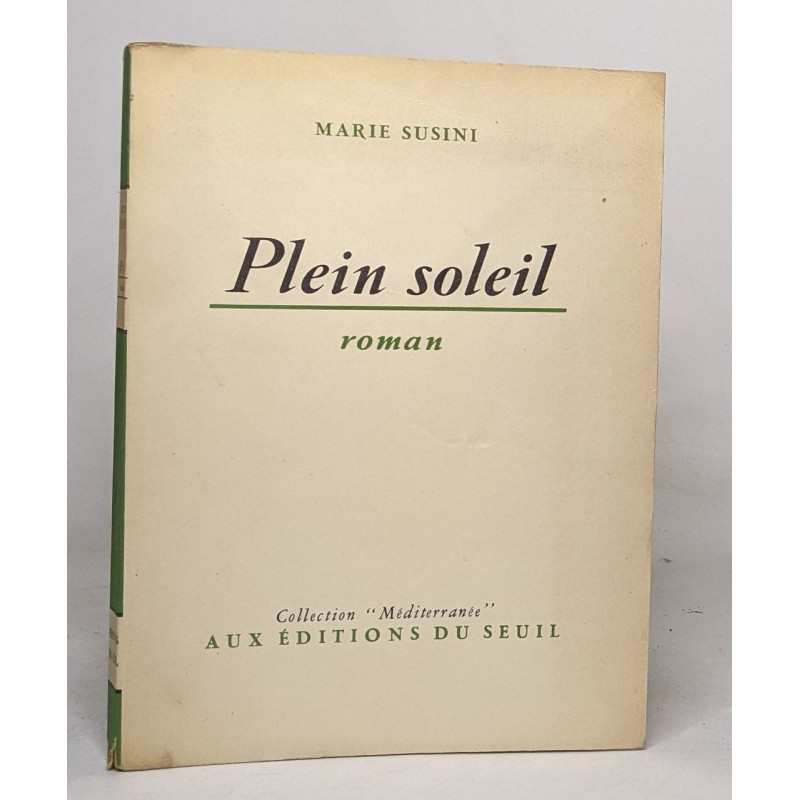 MARIE SUSINI
Plein soleil
roman
Collection "Méditerranée"
AUX ÉDITIONS DU SEUIL